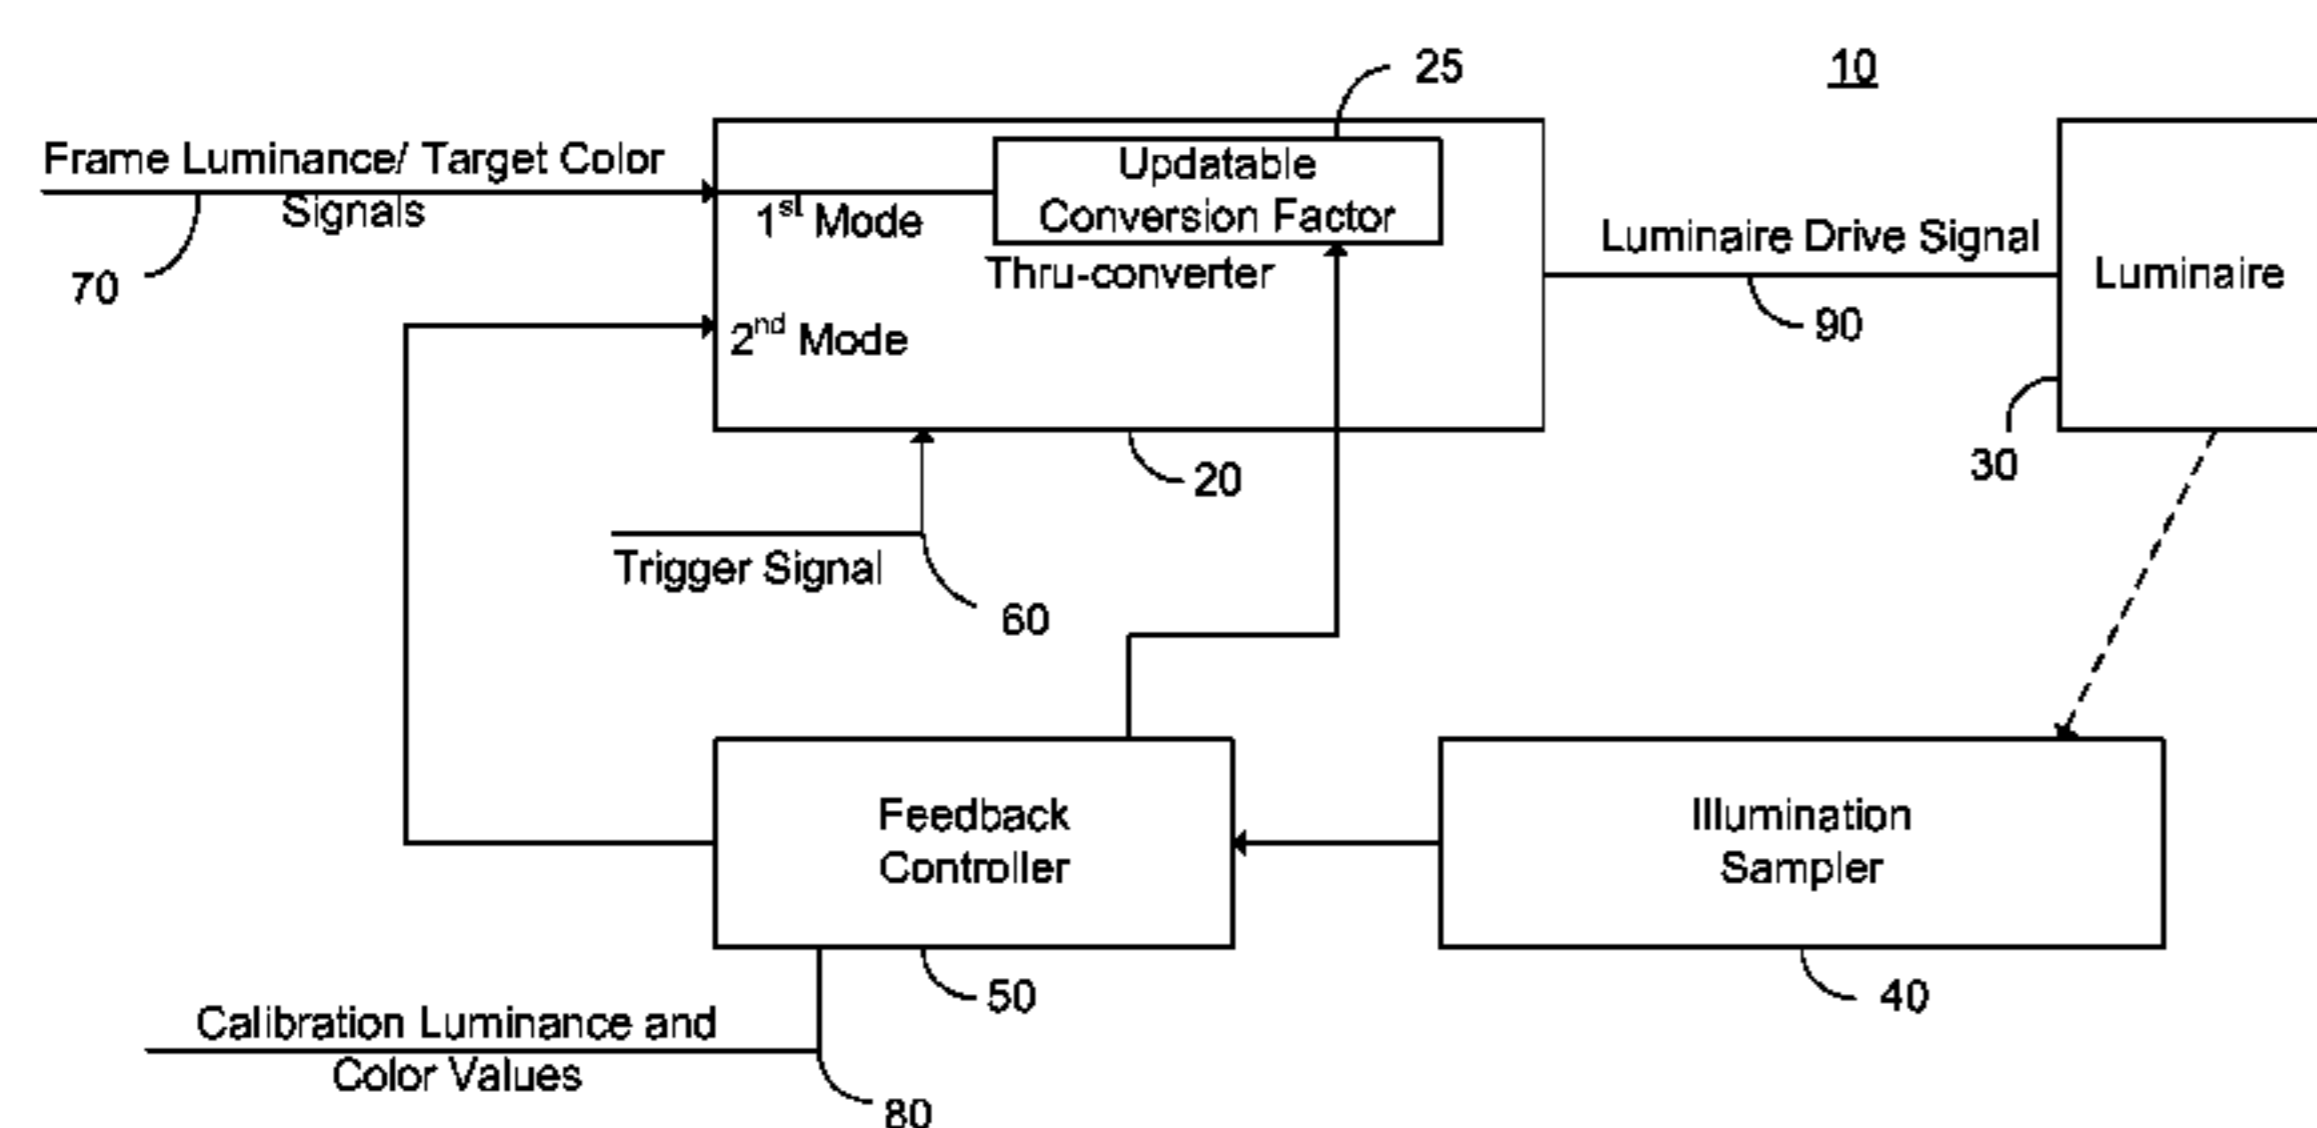 25
10
Frame Luminance/ Target Color
Signals
70
1st Mode
Updatable
Conversion Factor
Thru-converter
2nd Mode
Luminaire Drive Signal
90
Luminaire
30
20
Trigger Signal
60
Feedback
Controller
50
Illumination
Sampler
40
Calibration Luminance and
Color Values
80